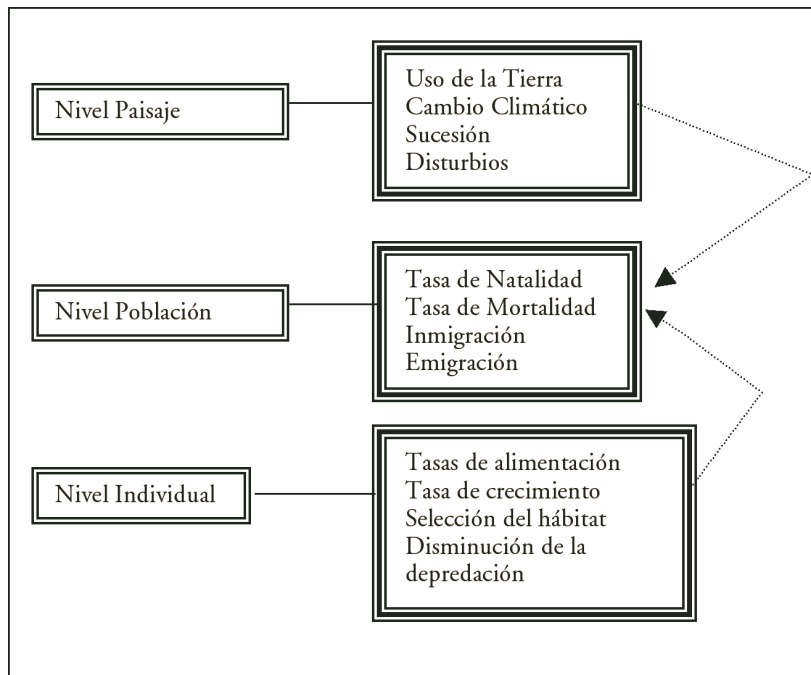 Nivel Paisaje
Uso de la Tierra
Cambio Climático
Sucesión
Disturbios
Nivel Población
Tasa de Natalidad
Tasa de Mortalidad
Inmigración
Emigración
Nivel Individual
Tasas de alimentación
Tasa de crecimiento
Selección del hábitat
Disminución de la
depredación